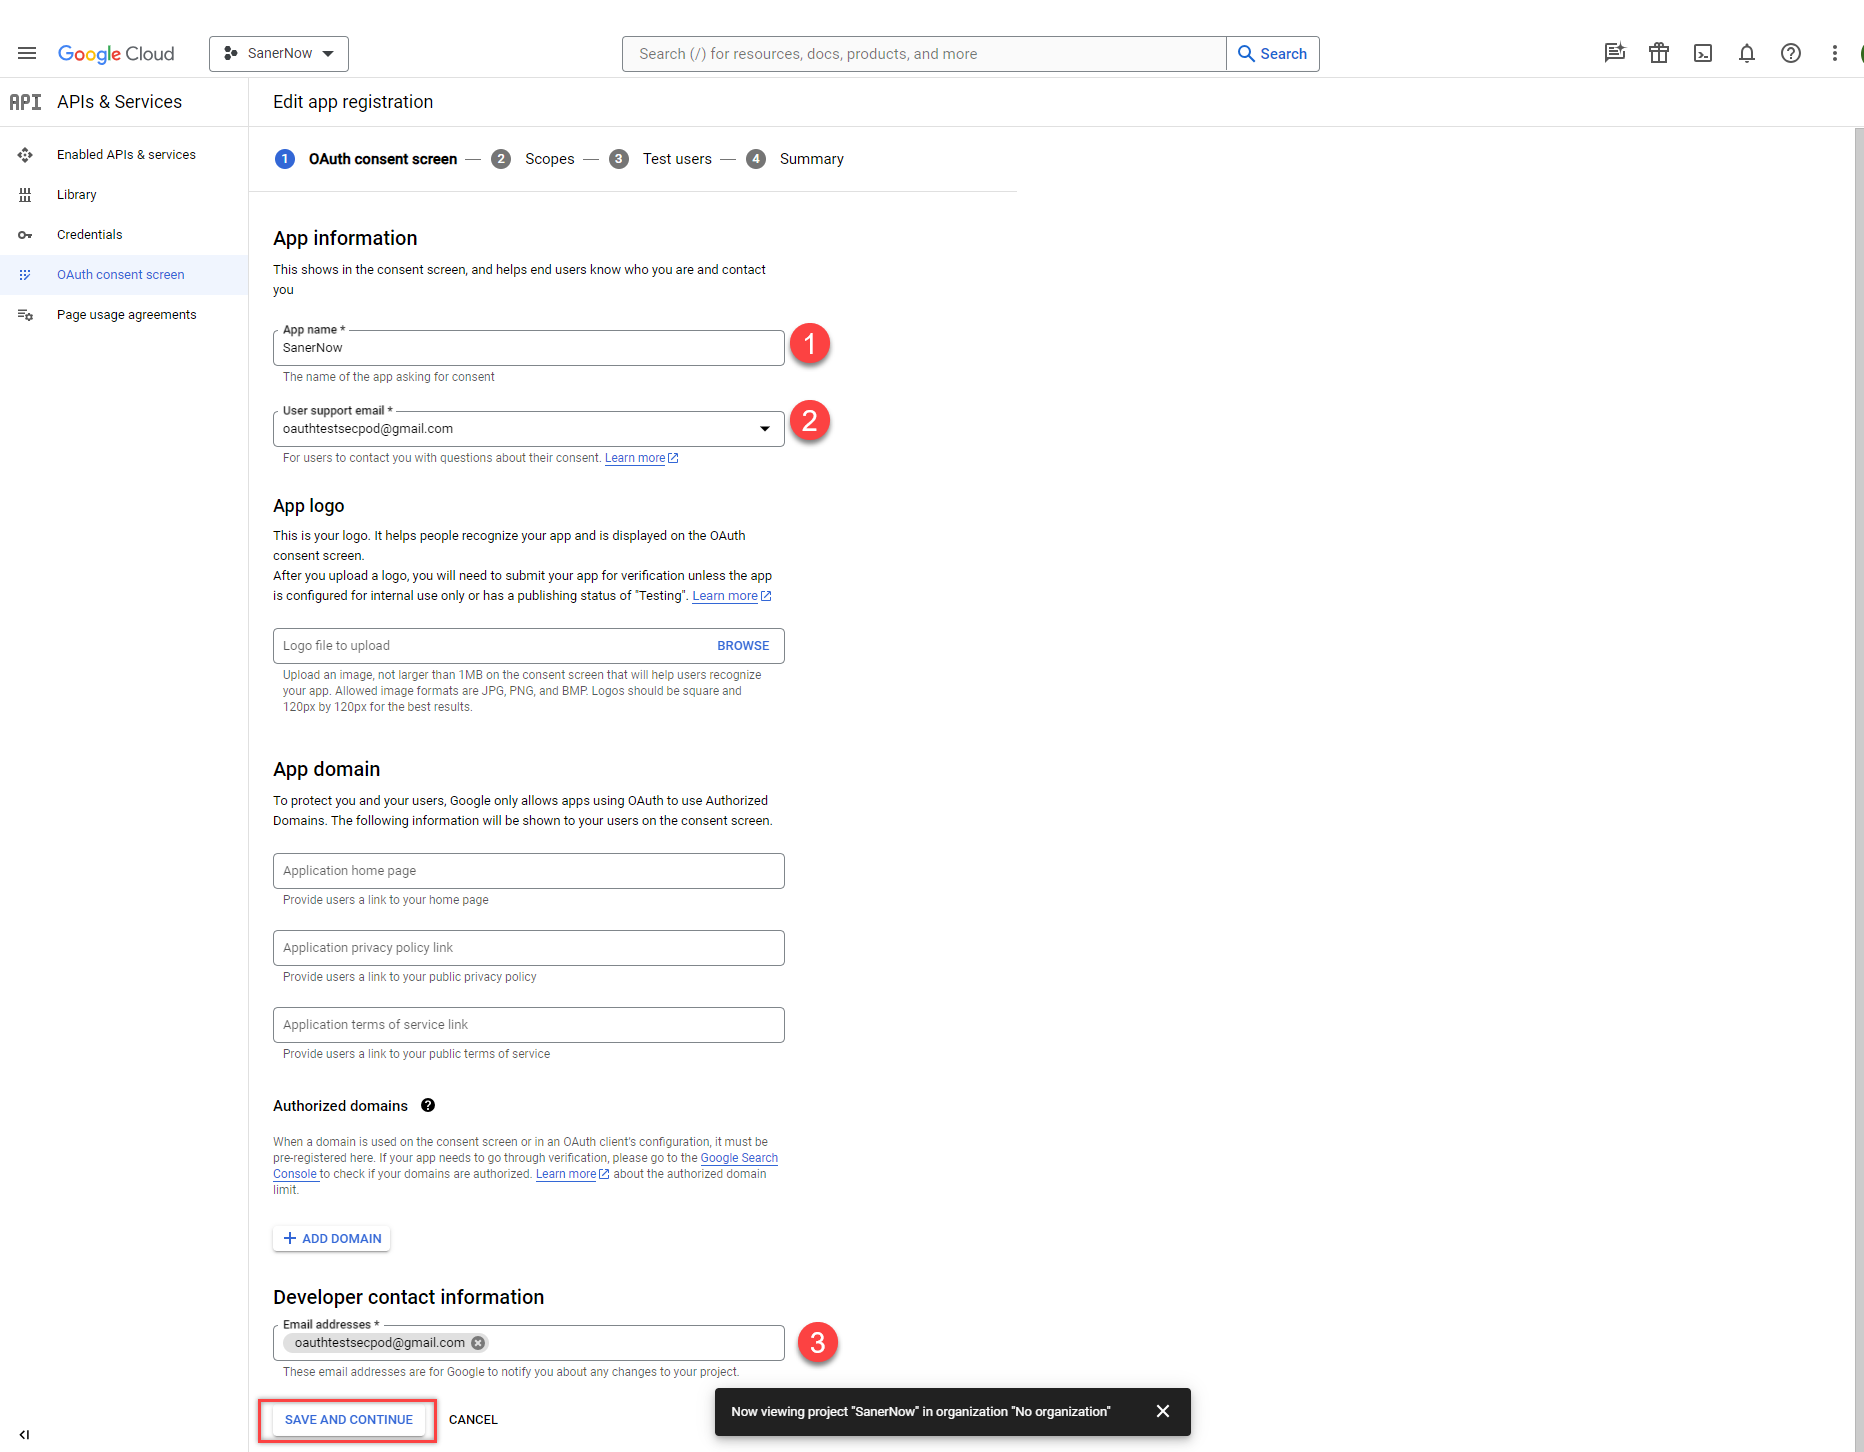 Google Cloud
SanerNow
Search (/) for resources, docs, products, and more
Search
API APIs & Services
Edit app registration
Enabled APIs & services
Library
Credentials
OAuth consent screen
Page usage agreements
1 OAuth consent screen — 2 Scopes — 3 Test users — 4 Summary
App information
This shows in the consent screen, and helps end users know who you are and contact
you
App name *
SanerNow
1
The name of the app asking for consent
User support email *
oauthtestsecpod@gmail.com
2
For users to contact you with questions about their consent. Learn more
App logo
This is your logo. It helps people recognize your app and is displayed on the OAuth
consent screen.
After you upload a logo, you will need to submit your app for verification unless the app
is configured for internal use only or has a publishing status of "Testing". Learn more
Logo file to upload BROWSE
Upload an image, not larger than 1MB on the consent screen that will help users recognize
your app. Allowed image formats are JPG, PNG, and BMP. Logos should be square and
120px by 120px for the best results.
App domain
To protect you and your users, Google only allows apps using OAuth to use Authorized
Domains. The following information will be shown to your users on the consent screen.
Application home page
Provide users a link to your home page
Application privacy policy link
Provide users a link to your public privacy policy
Application terms of service link
Provide users a link to your public terms of service
Authorized domains ?
When a domain is used on the consent screen or in an OAuth client's configuration, it must be
pre-registered here. If your app needs to go through verification, please go to the Google Search
Console to check if your domains are authorized. Learn more about the authorized domain
limit.
+ ADD DOMAIN
Developer contact information
Email addresses *
oauthtestsecpod@gmail.com
3
These email addresses are for Google to notify you about any changes to your project.
SAVE AND CONTINUE CANCEL
Now viewing project "SanerNow" in organization "No organization"